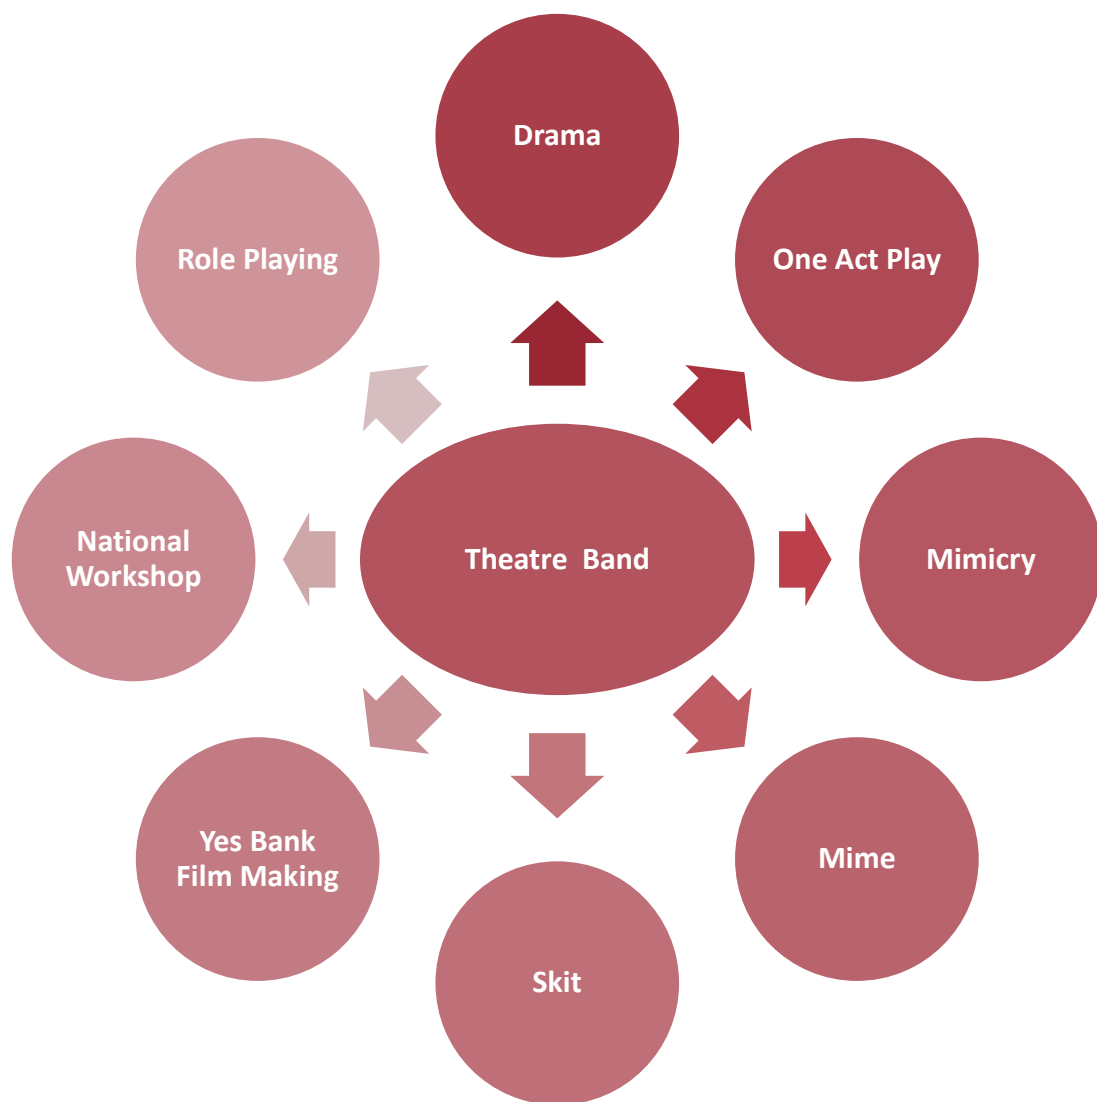 Drama
One Act Play
Mimicry
Mime
Skit
Yes Bank
Film Making
National
Workshop
Role Playing
Theatre  Band